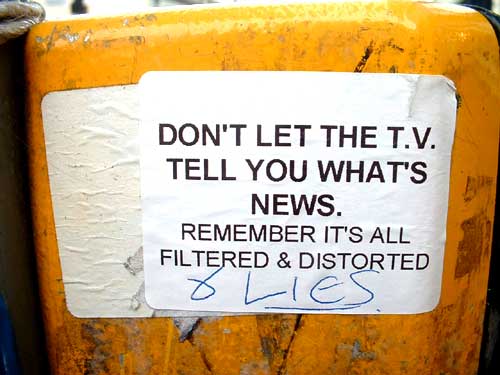 DON'T LET THE T.V.
TELL YOU WHAT'S
NEWS.
REMEMBER IT'S ALL
FILTERED & DISTORTED
& LIES